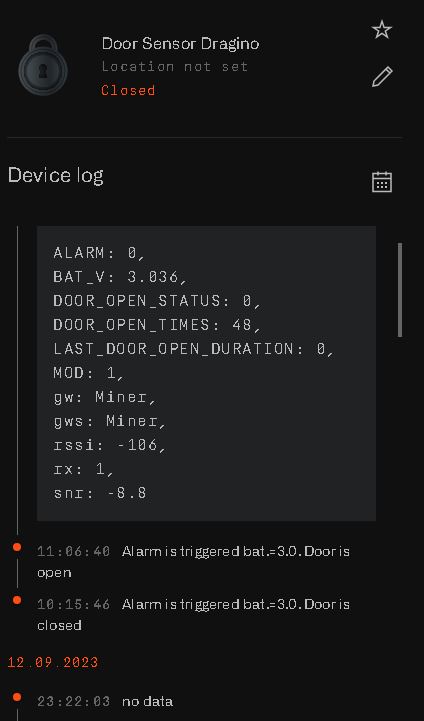 Door Sensor Dragino
Location not set
Closed
Device log
ALARM: 0,
BAT_V: 3.036,
DOOR_OPEN_STATUS: 0,
DOOR_OPEN_TIMES: 48,
LAST_DOOR_OPEN_DURATION: 0,
MOD: 1,
gw: Miner,
gws: Miner,
rssi: -106,
rx: 1,
snr: -8.8
11:06:40 Alarm is triggered bat.=3.0. Door is
open
10:15:46 Alarm is triggered bat.=3.0. Door is
closed
12.09.2023
23:22:03 no data